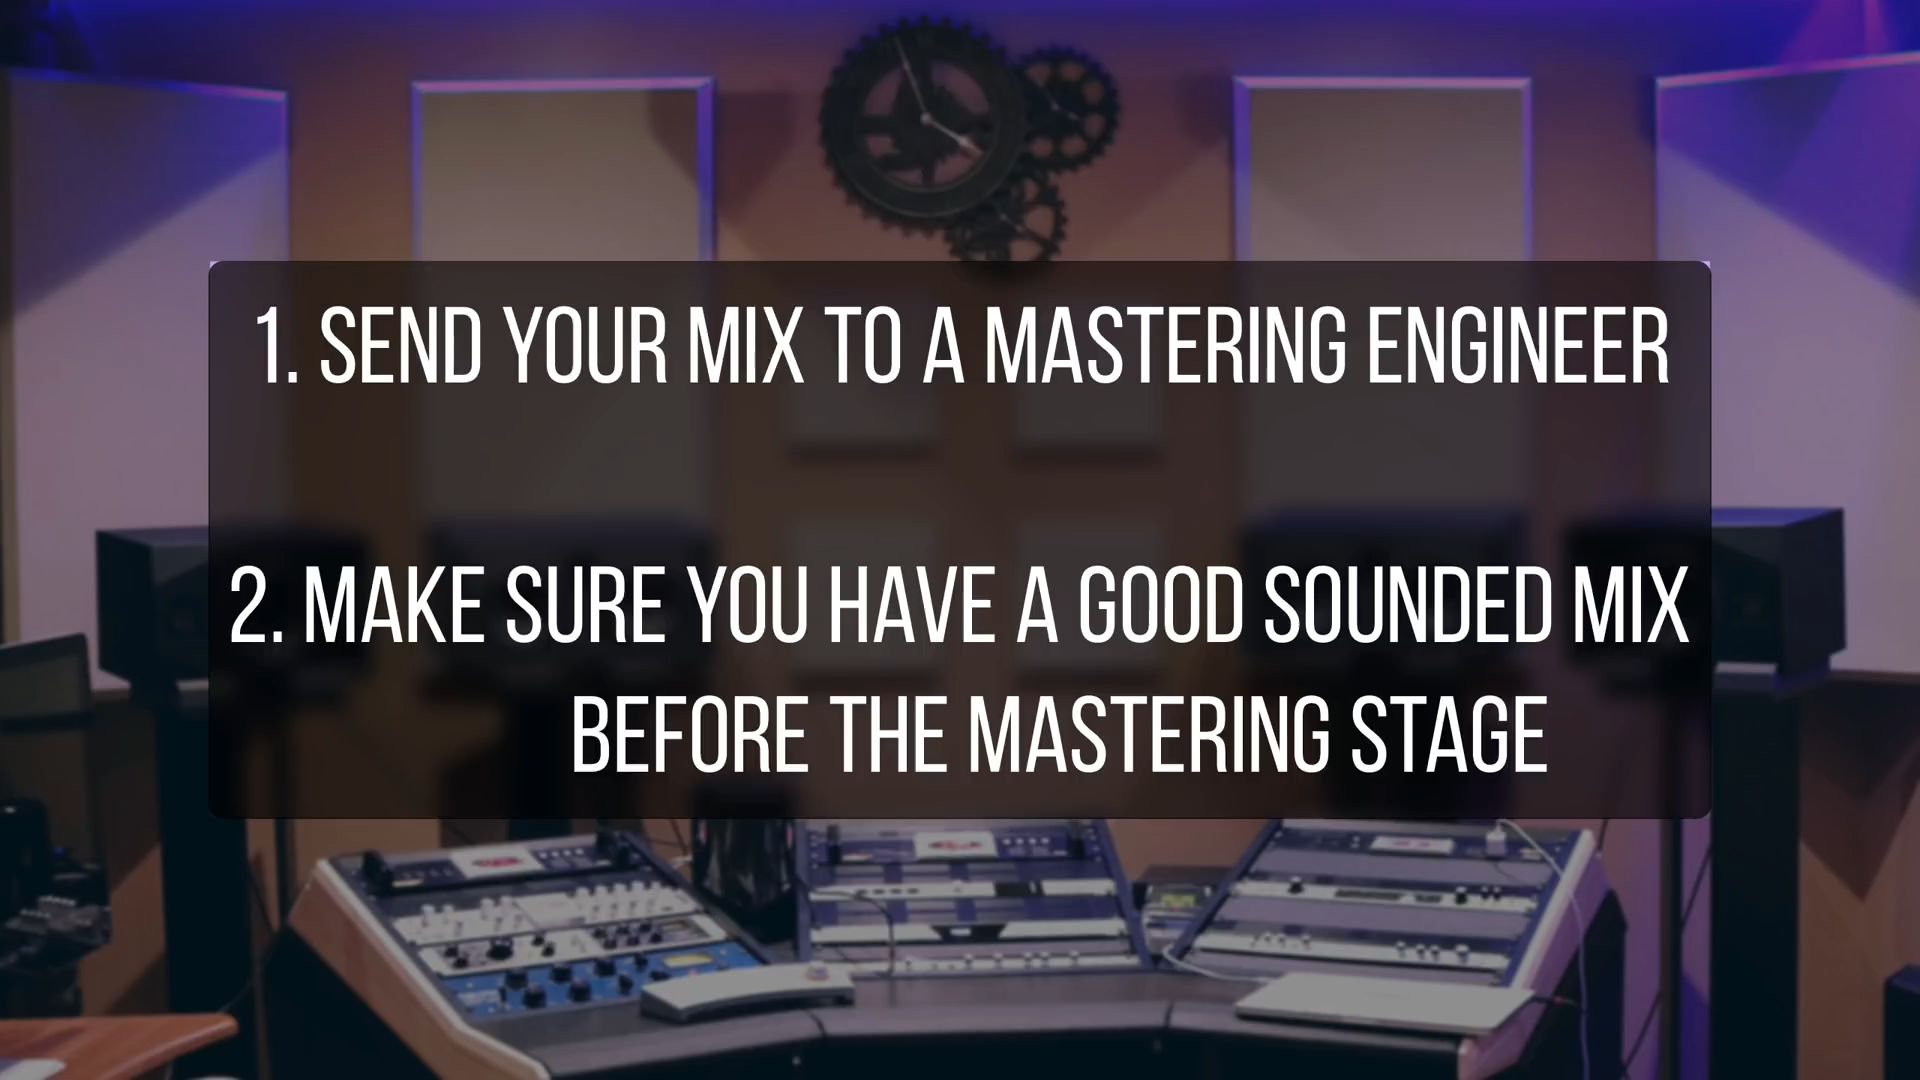 1. SEND YOUR MIX TO A MASTERING ENGINEER
2. MAKE SURE YOU HAVE A GOOD SOUNDED MIX
BEFORE THE MASTERING STAGE